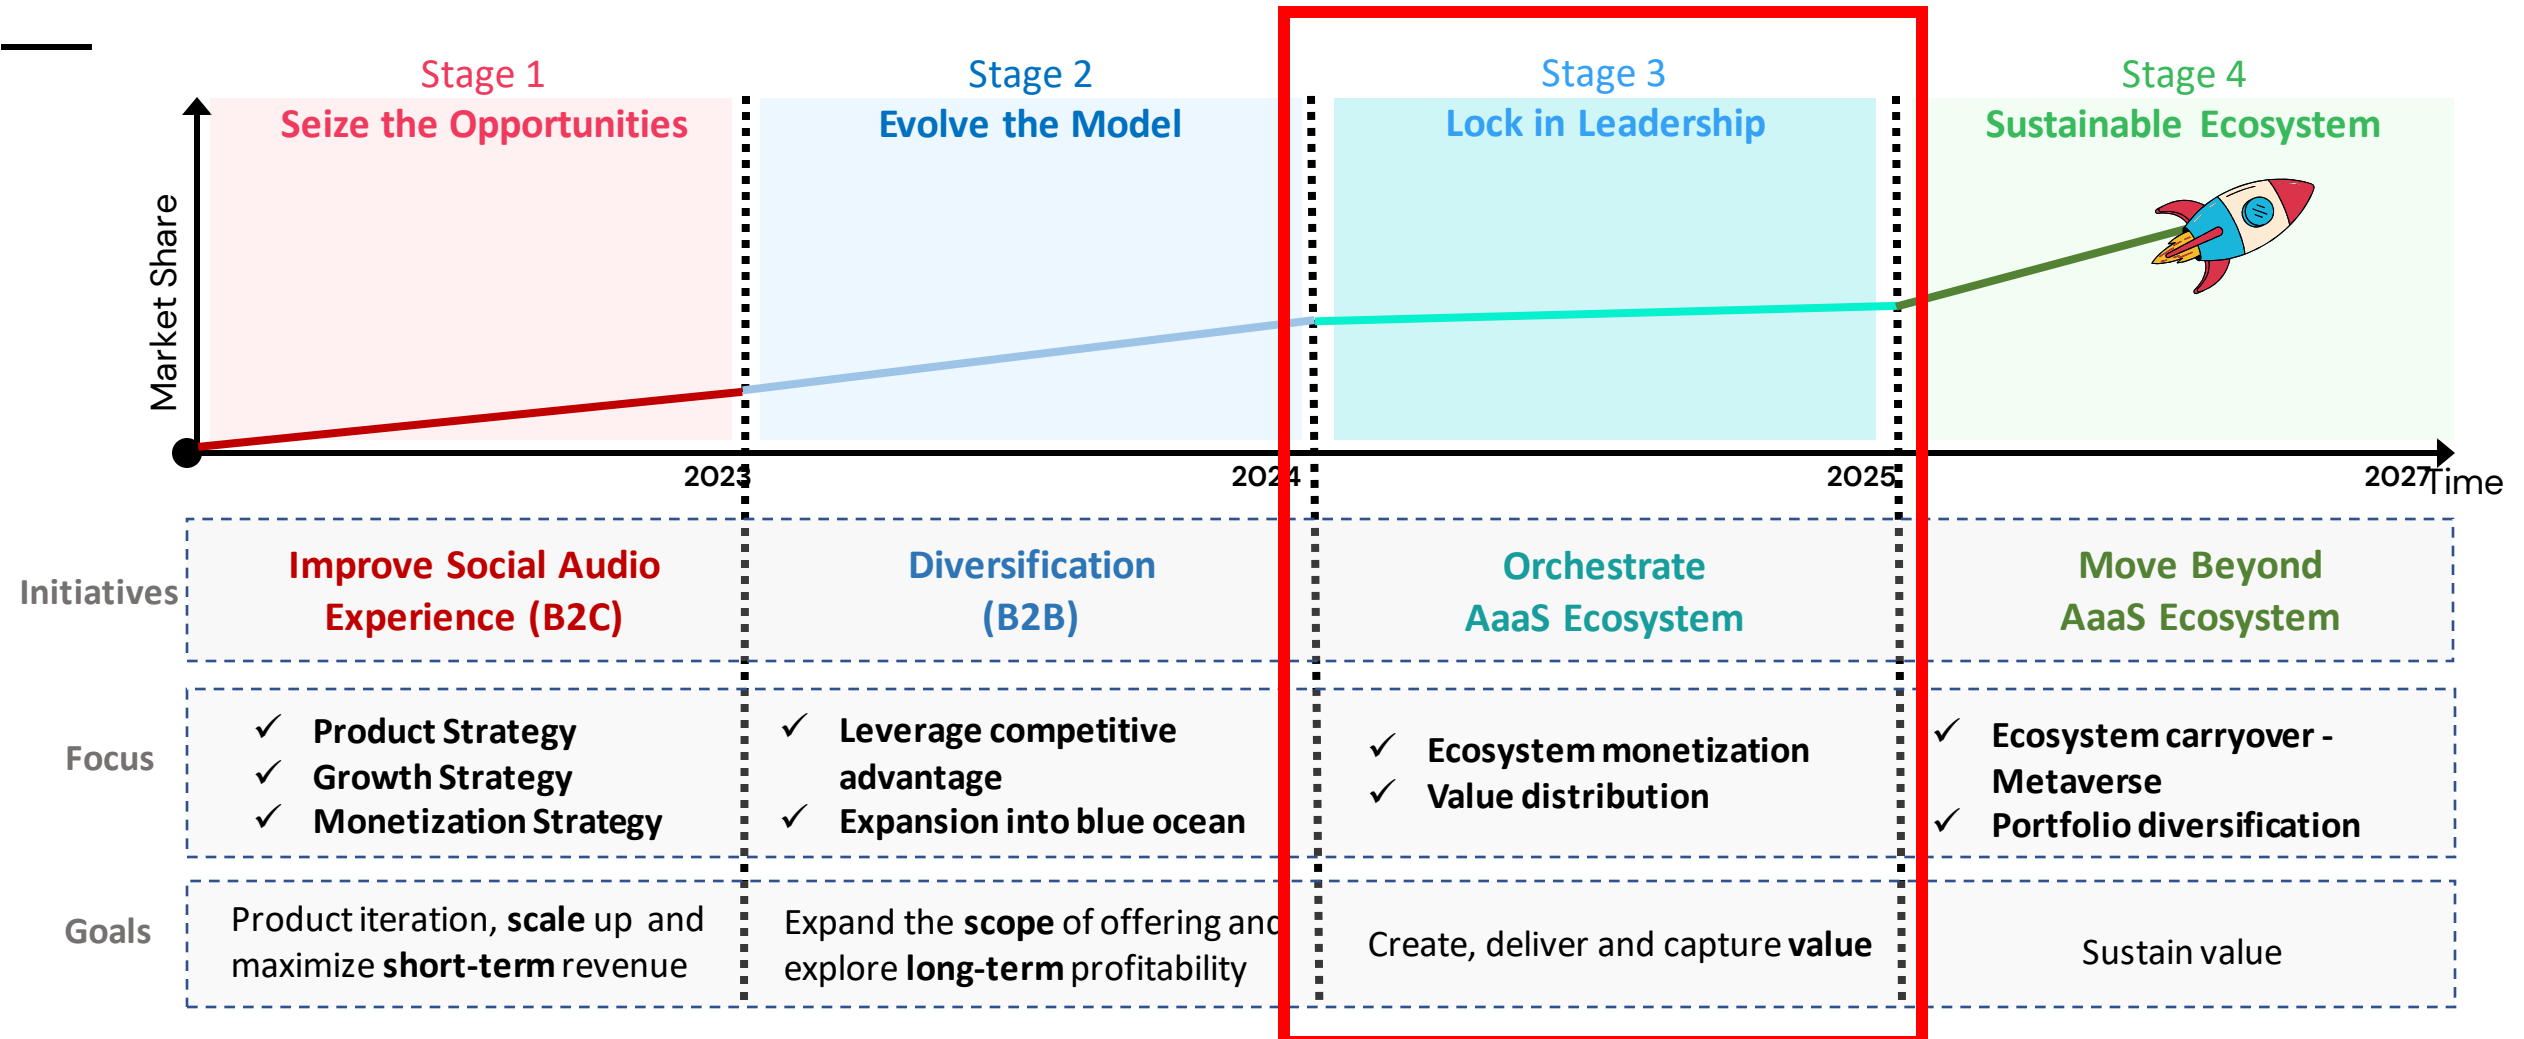 Stage 1
Seize the Opportunities
Stage 2
Evolve the Model
Stage 3
Lock in Leadership
Stage 4
Sustainable Ecosystem
Market Share
2023
2024
2025
2027
Time
Initiatives
Improve Social Audio
Experience (B2C)
Diversification
(B2B)
Orchestrate
AaaS Ecosystem
Move Beyond
AaaS Ecosystem
Focus
✓ Product Strategy
✓ Growth Strategy
✓ Monetization Strategy
✓ Leverage competitive
advantage
✓ Expansion into blue ocean
✓ Ecosystem monetization
✓ Value distribution
✓ Ecosystem carryover -
Metaverse
✓ Portfolio diversification
Goals
Product iteration, scale up and
maximize short-term revenue
Expand the scope of offering and
explore long-term profitability
Create, deliver and capture value
Sustain value